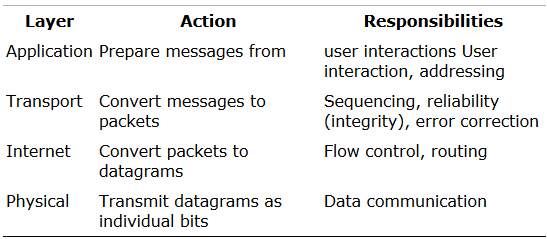 Layer Action Responsibilities
Application Prepare messages from user interactions User
interaction, addressing
Transport Convert messages to Sequencing, reliability
packets (integrity), error correction
Internet Convert packets to Flow control, routing
datagrams
Physical Transmit datagrams as Data communication
individual bits